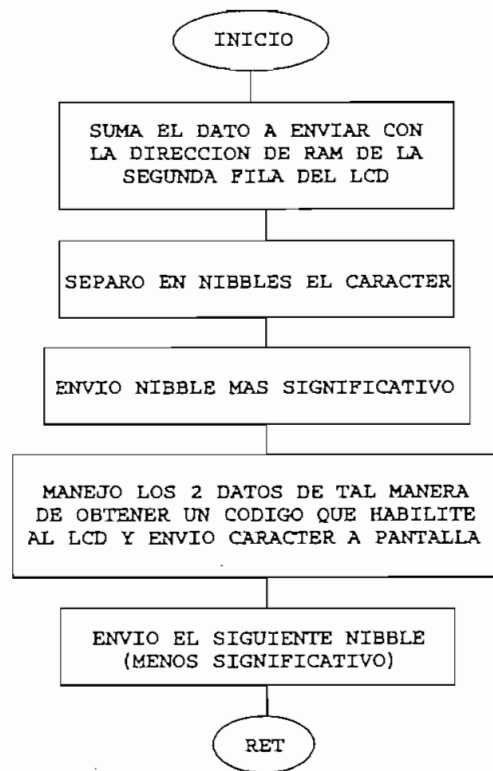 INICIO
SUMA EL DATO A ENVIAR CON
LA DIRECCION DE RAM DE LA
SEGUNDA FILA DEL LCD
SEPARO EN NIBBLES EL CARACTER
ENVIO NIBBLE MAS SIGNIFICATIVO
MANEJO LOS 2 DATOS DE TAL MANERA
DE OBTENER UN CODIGO QUE HABILITE
AL LCD Y ENVIO CARACTER A PANTALLA
ENVIO EL SIGUIENTE NIBBLE
(MENOS SIGNIFICATIVO)
RET